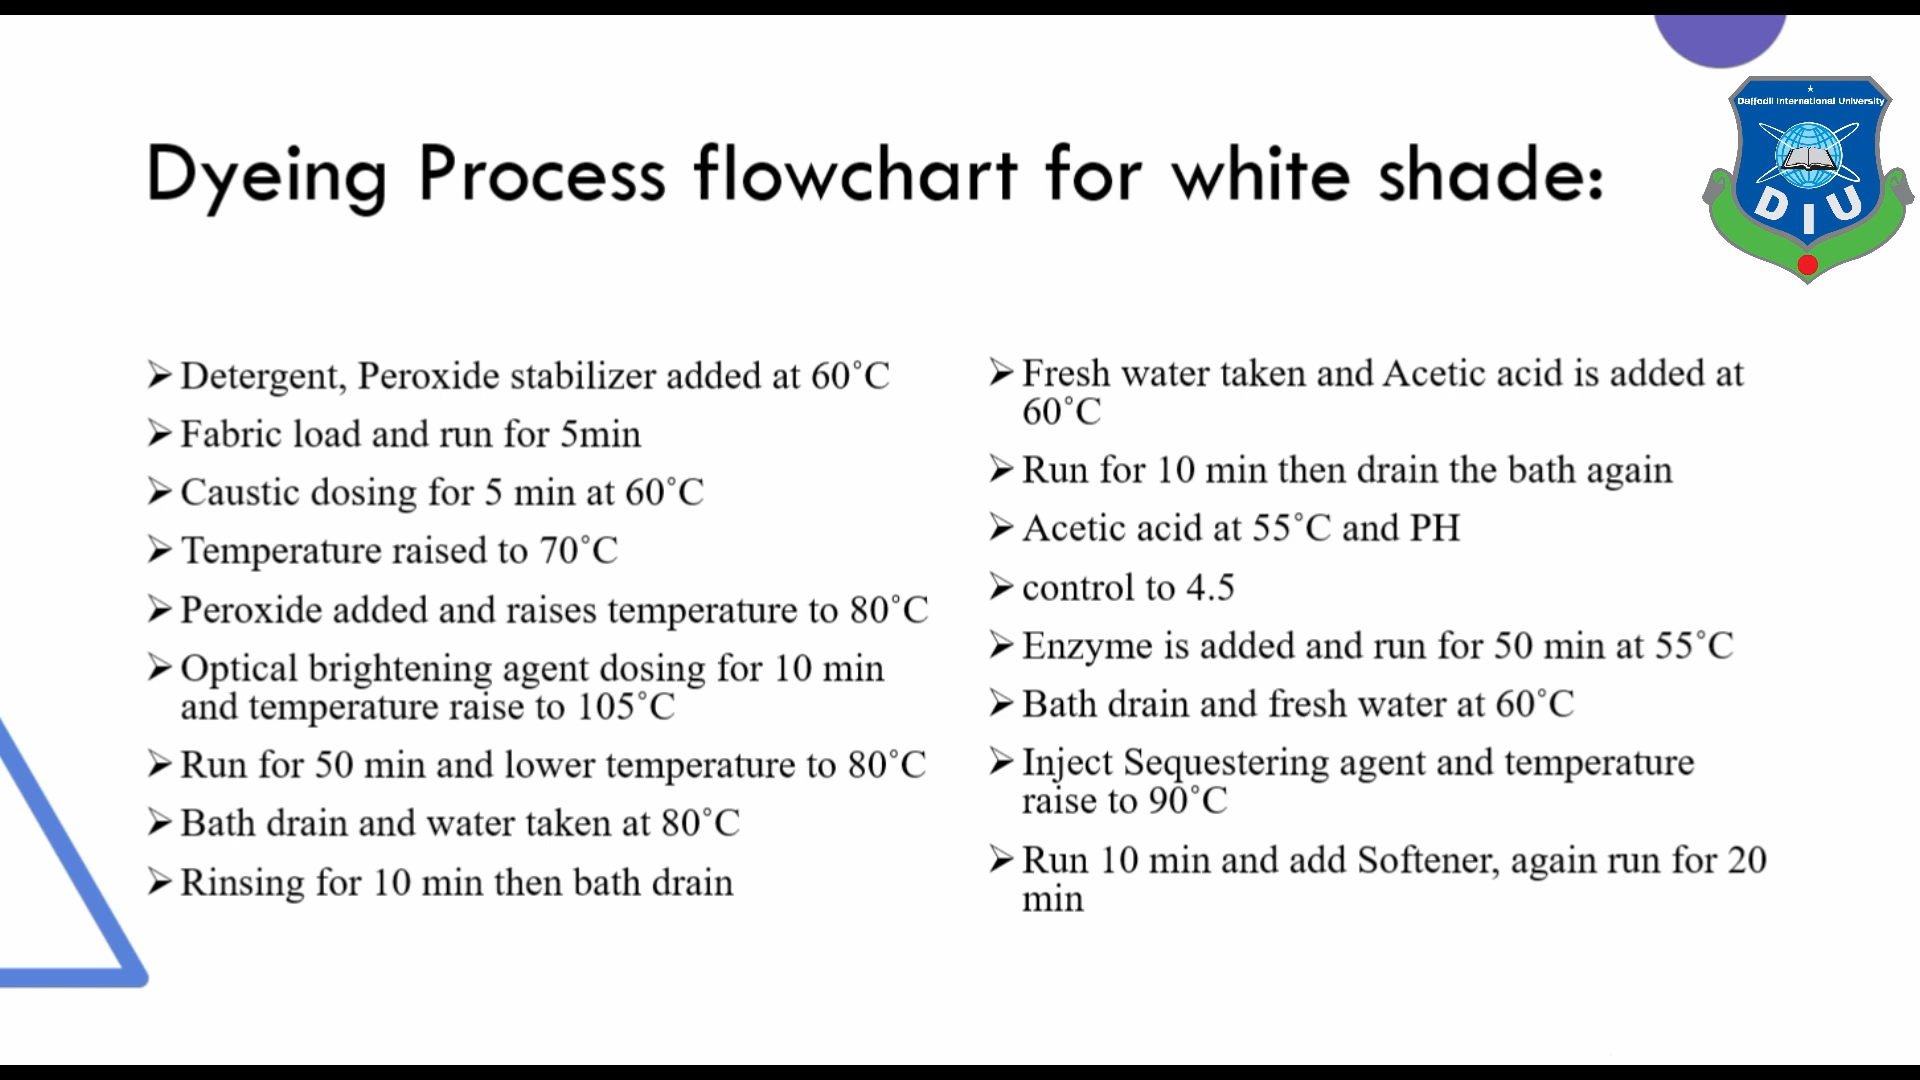 Daffodil International University
D I U
Dyeing Process flowchart for white shade:
➢ Detergent, Peroxide stabilizer added at 60˚C
➢ Fabric load and run for 5min
➢ Caustic dosing for 5 min at 60˚C
➢ Temperature raised to 70˚C
➢ Peroxide added and raises temperature to 80˚C
➢ Optical brightening agent dosing for 10 min
and temperature raise to 105˚C
➢ Run for 50 min and lower temperature to 80˚C
➢ Bath drain and water taken at 80˚C
➢ Rinsing for 10 min then bath drain
➢ Fresh water taken and Acetic acid is added at
60˚C
➢ Run for 10 min then drain the bath again
➢ Acetic acid at 55˚C and PH
➢ control to 4.5
➢ Enzyme is added and run for 50 min at 55˚C
➢ Bath drain and fresh water at 60˚C
➢ Inject Sequestering agent and temperature
raise to 90˚C
➢ Run 10 min and add Softener, again run for 20
min